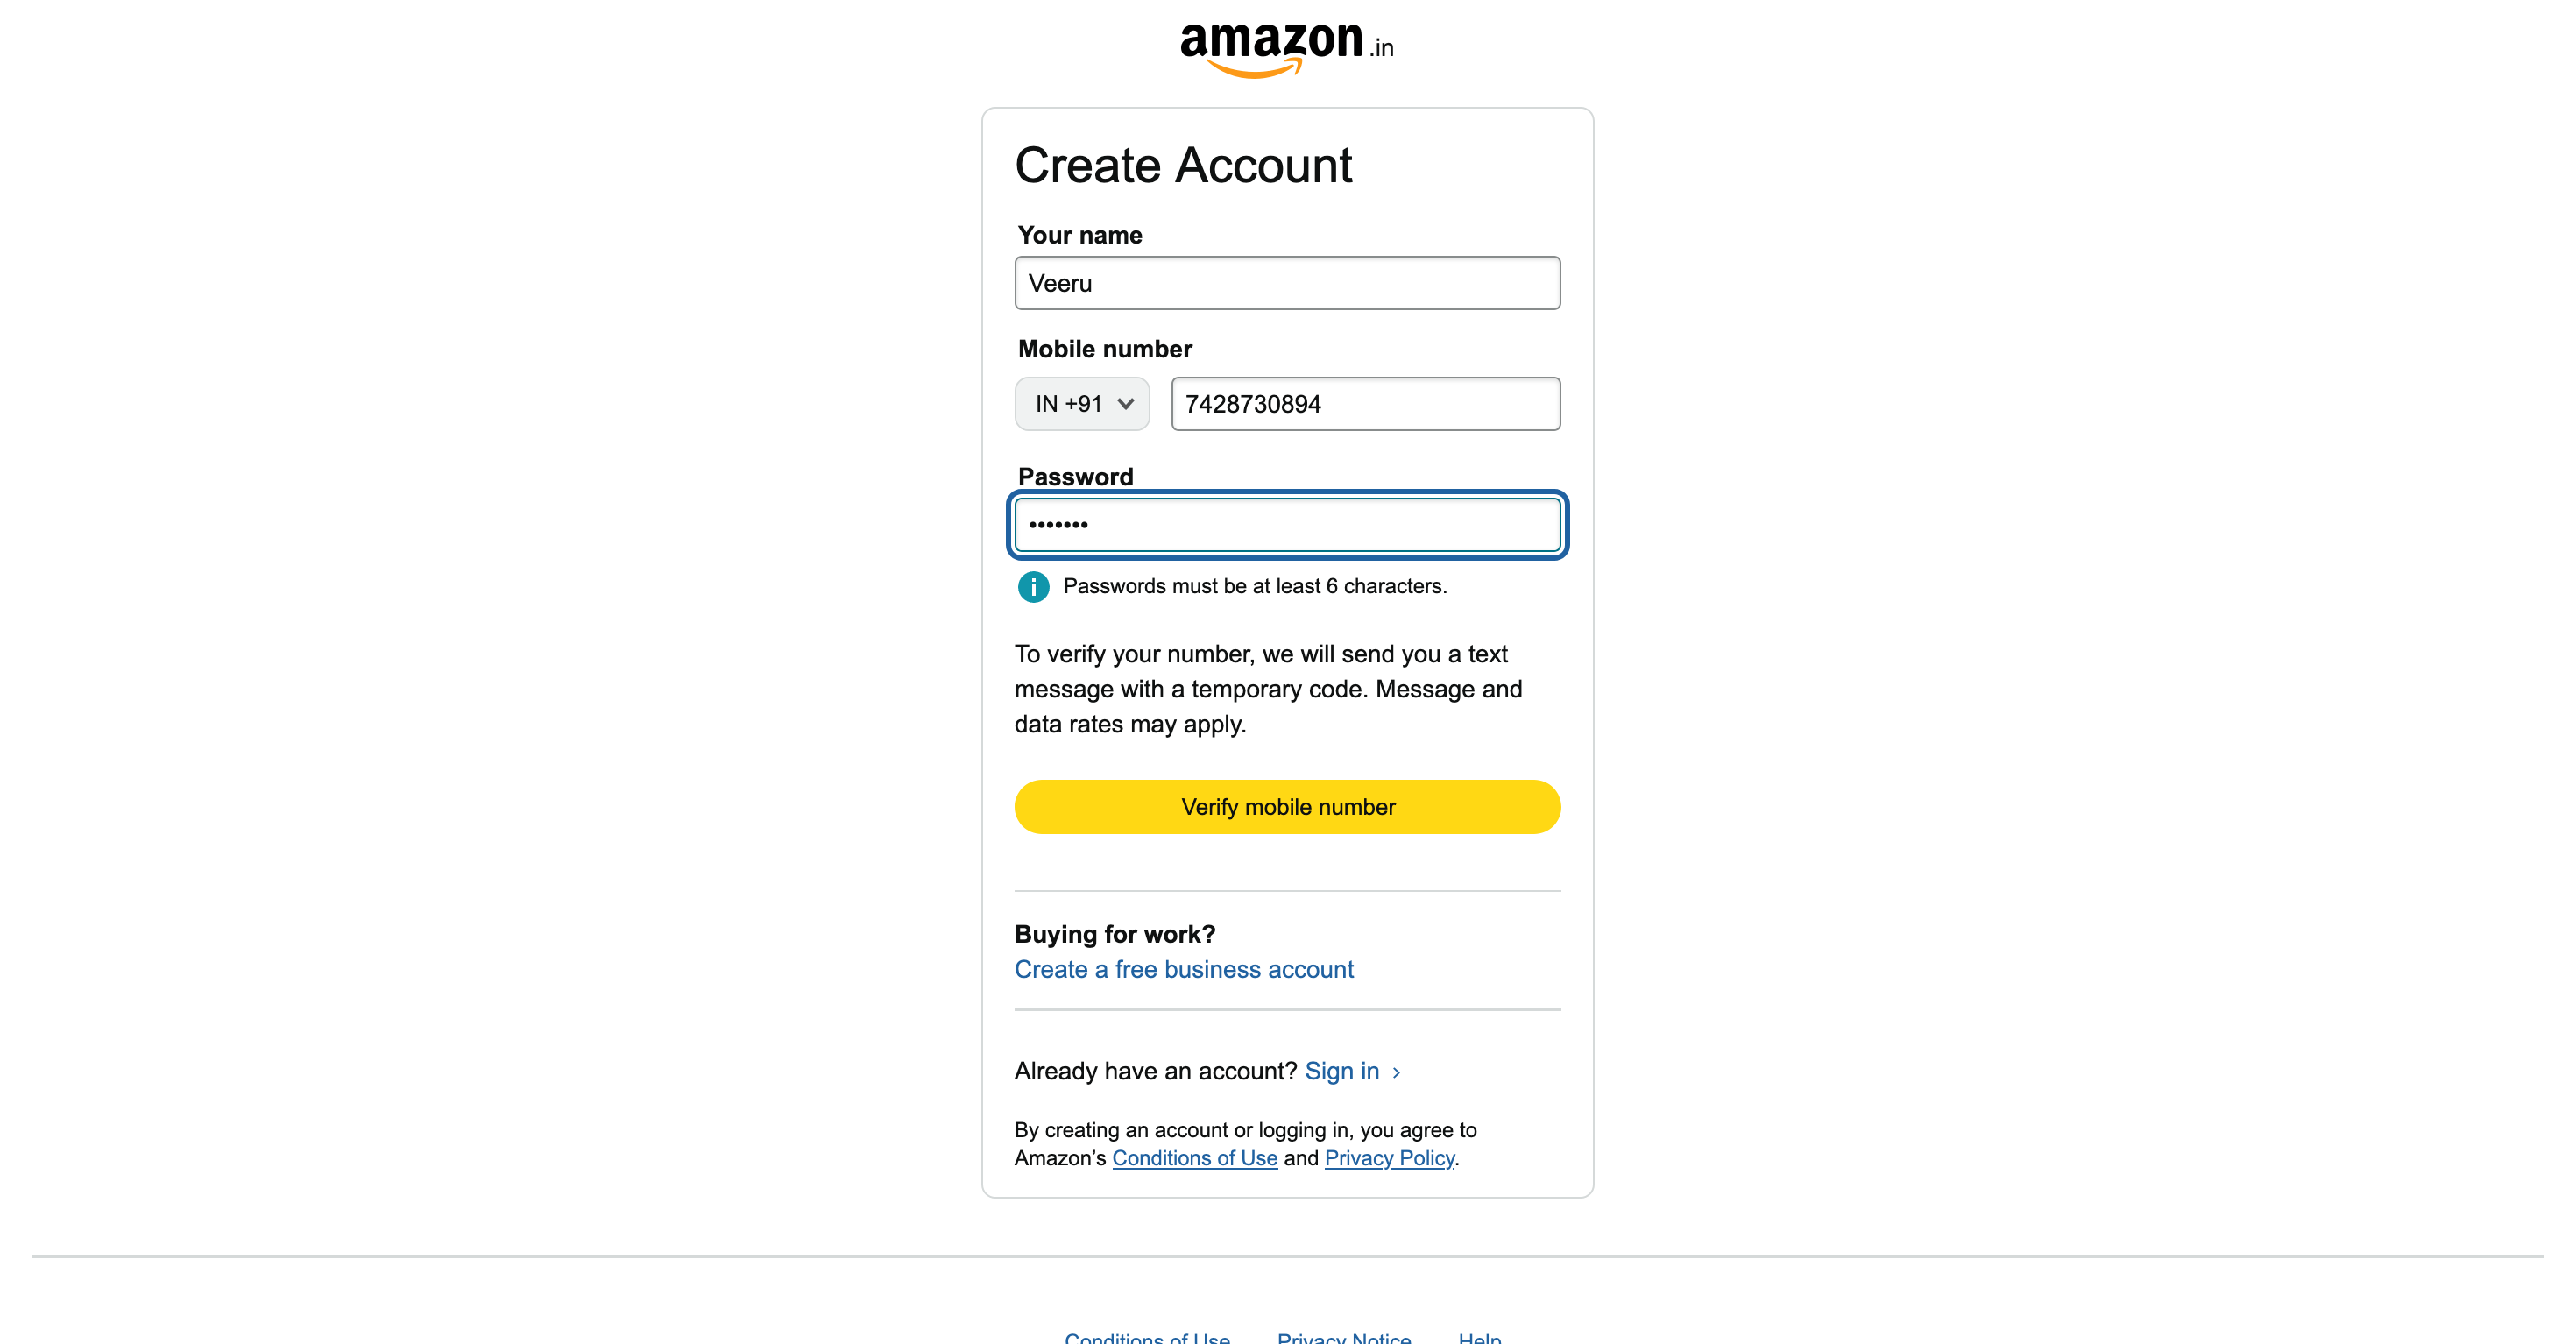 amazon.in
Create Account
Your name
Veeru
Mobile number
IN +91 7428730894
Password
•••••••
i Passwords must be at least 6 characters.
To verify your number, we will send you a text
message with a temporary code. Message and
data rates may apply.
Verify mobile number
Buying for work?
Create a free business account
Already have an account? Sign in ›
By creating an account or logging in, you agree to
Amazon’s Conditions of Use and Privacy Policy.
Conditions of Use Privacy Notice Help